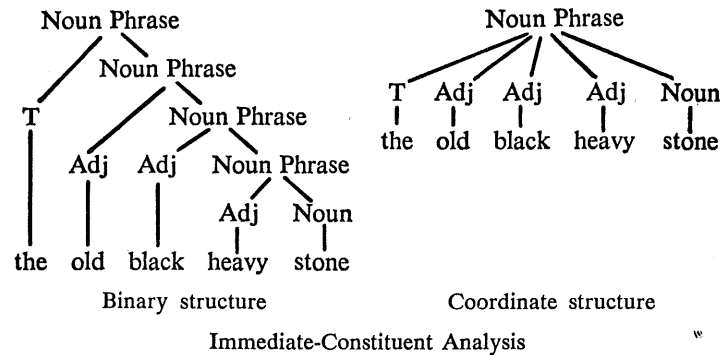 Noun Phrase
Noun Phrase
T
Noun Phrase
Adj Adj Noun Phrase
Adj Noun
the old black heavy stone
Binary structure
Noun Phrase
T Adj Adj Adj Noun
the old black heavy stone
Coordinate structure
Immediate-Constituent Analysis